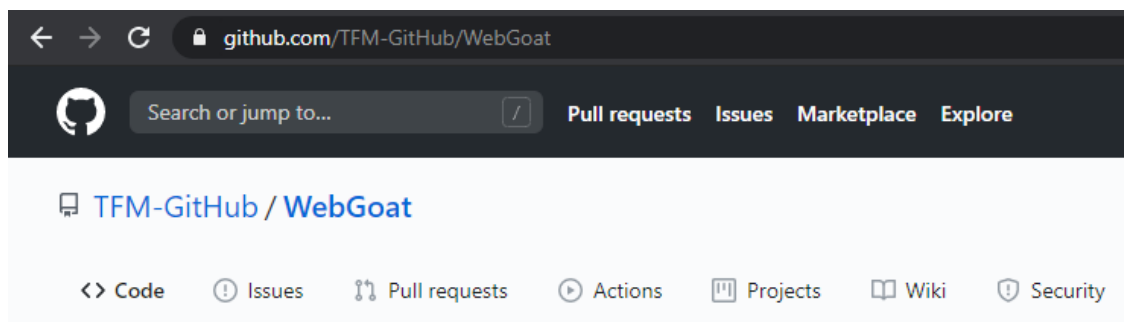 github.com/TFM-GitHub/WebGoat
Search or jump to... / Pull requests Issues Marketplace Explore
TFM-GitHub / WebGoat
<> Code Issues Pull requests Actions Projects Wiki Security